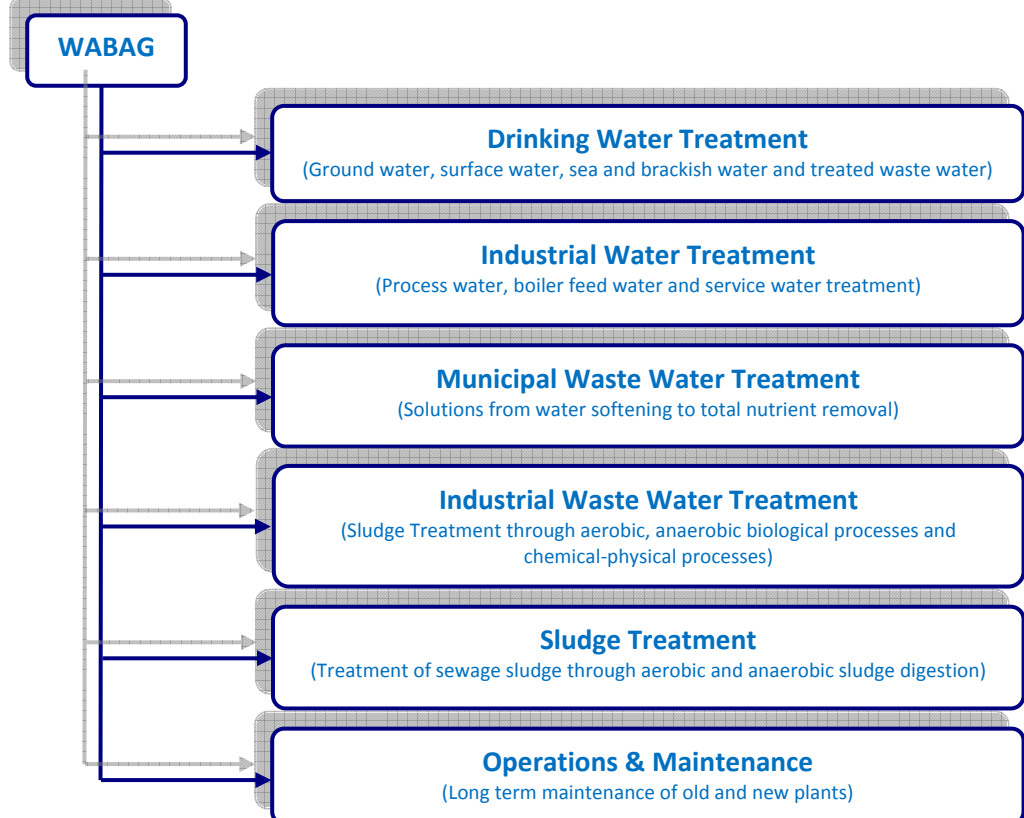 WABAG
Drinking Water Treatment
(Ground water, surface water, sea and brackish water and treated waste water)
Industrial Water Treatment
(Process water, boiler feed water and service water treatment)
Municipal Waste Water Treatment
(Solutions from water softening to total nutrient removal)
Industrial Waste Water Treatment
(Sludge Treatment through aerobic, anaerobic biological processes and
chemical-physical processes)
Sludge Treatment
(Treatment of sewage sludge through aerobic and anaerobic sludge digestion)
Operations & Maintenance
(Long term maintenance of old and new plants)